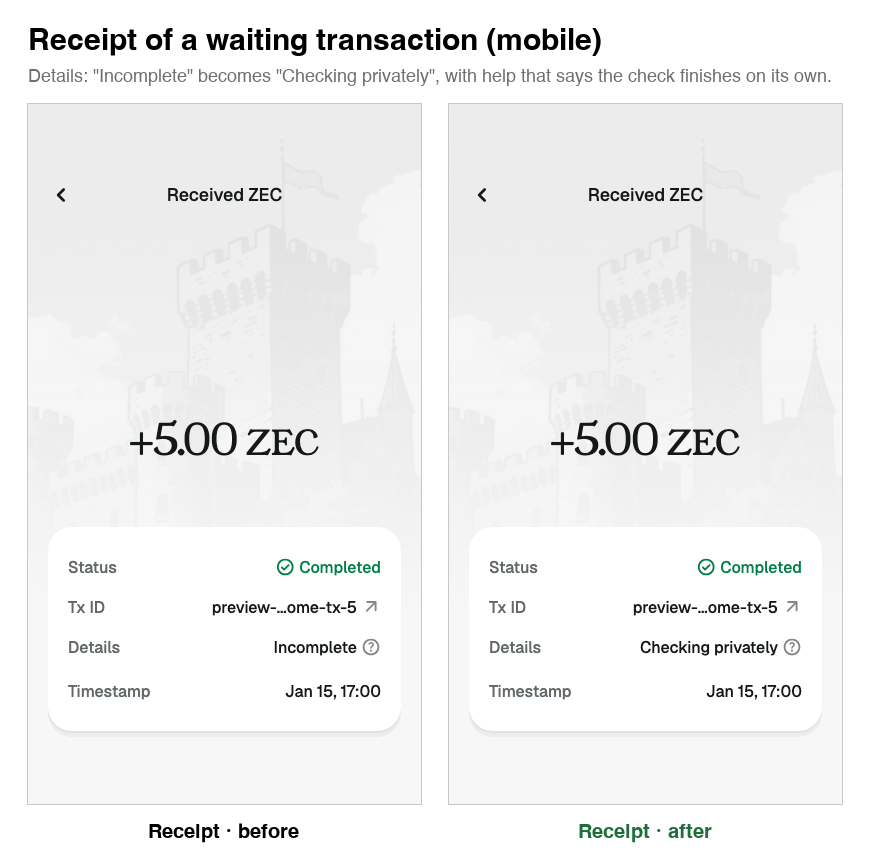 Receipt of a waiting transaction (mobile)
Details: "Incomplete" becomes "Checking privately", with help that says the check finishes on its own.
Received ZEC
+5.00 ZEC
Status Completed
Tx ID preview-...ome-tx-5
Details Incomplete
Timestamp Jan 15, 17:00
Receipt · before
Received ZEC
+5.00 ZEC
Status Completed
Tx ID preview-...ome-tx-5
Details Checking privately
Timestamp Jan 15, 17:00
Receipt · after